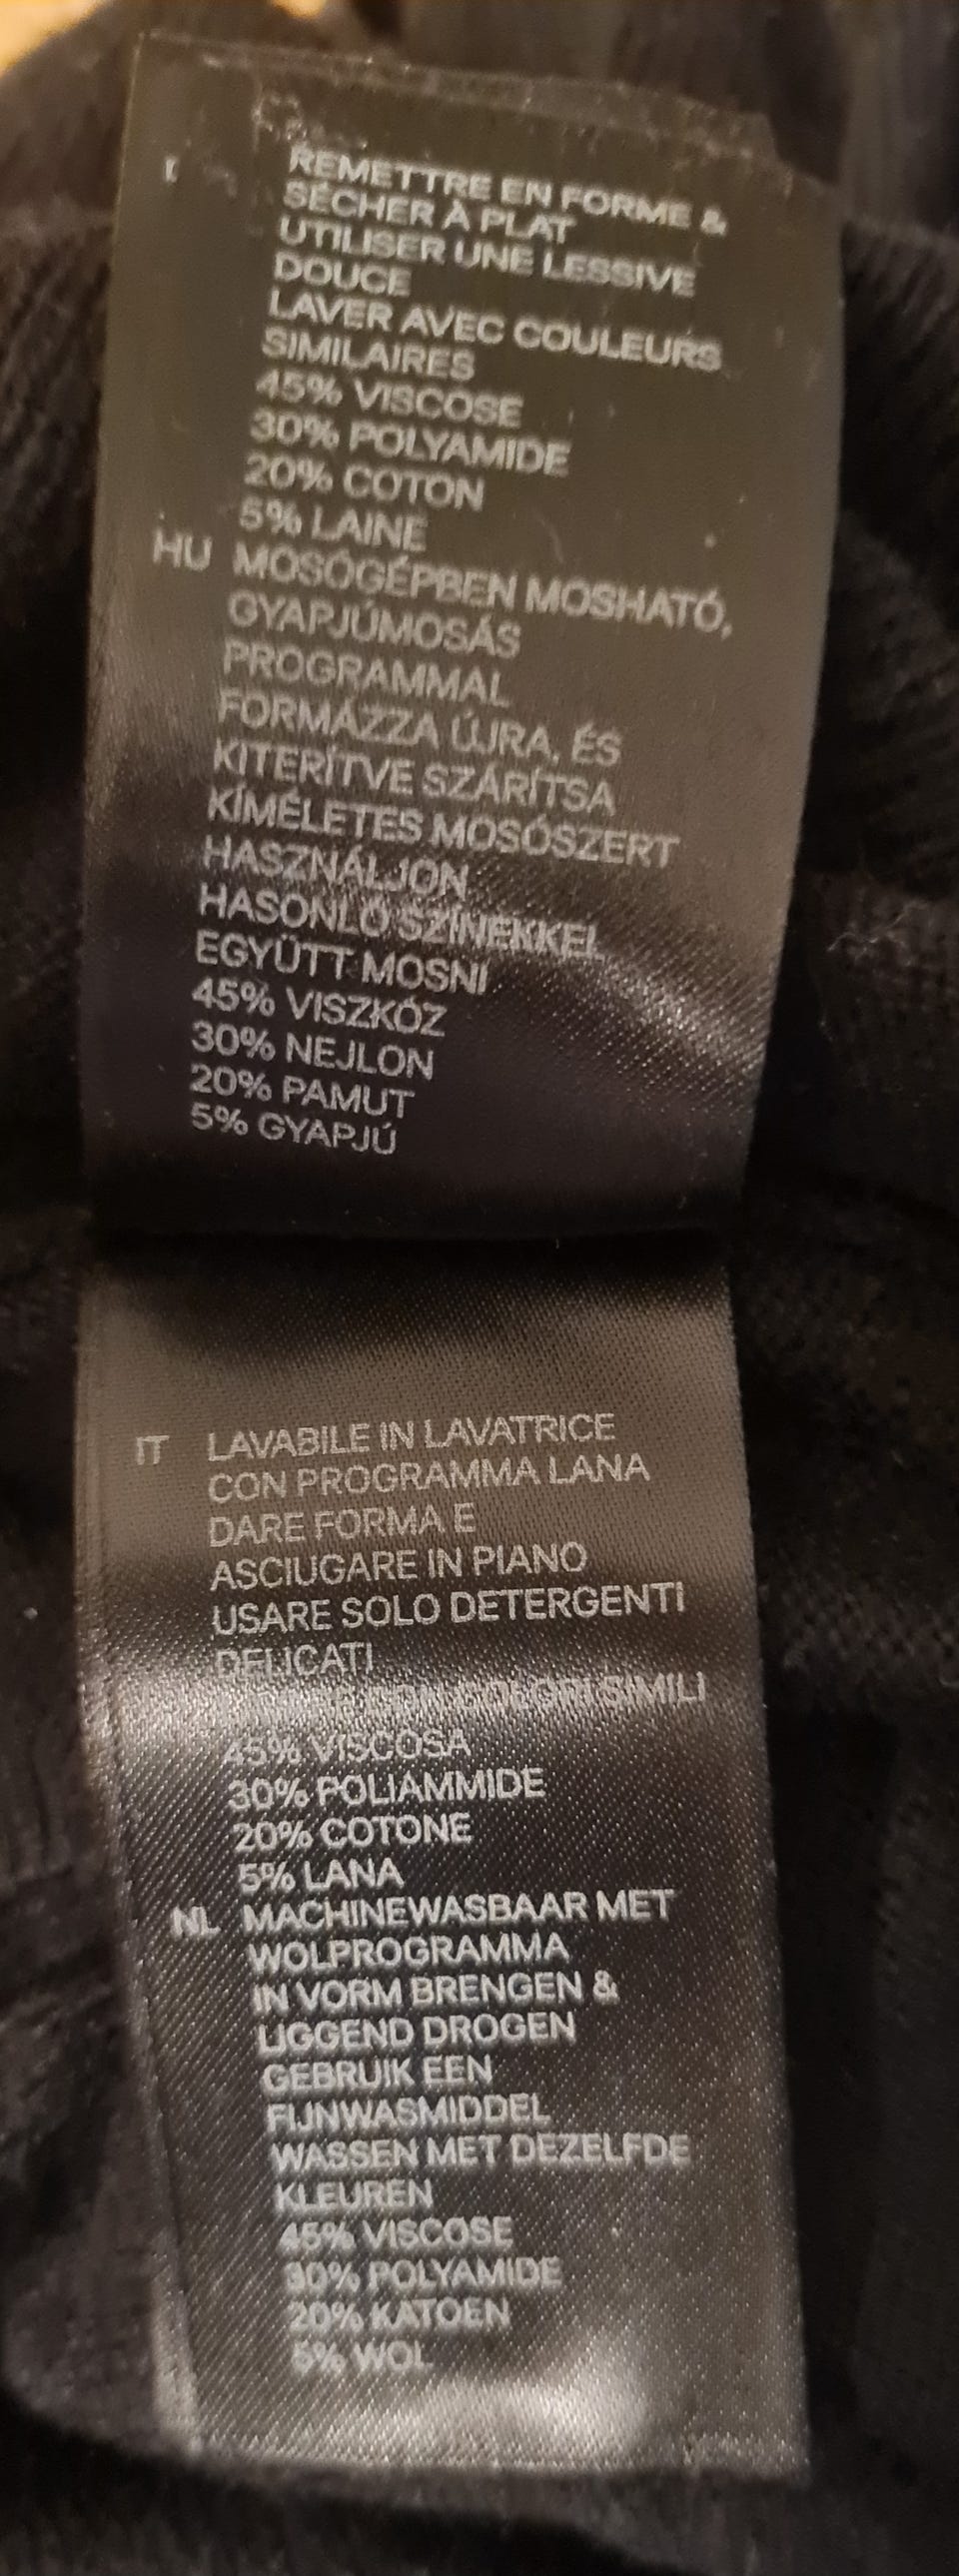 REMETTRE EN FORME &
SÉCHER À PLAT
UTILISER UNE LESSIVE
DOUCE
LAVER AVEC COULEURS
SIMILAIRES
45% VISCOSE
30% POLYAMIDE
20% COTON
5% LAINE
HU MOSÓGÉPBEN MOSHATÓ,
GYAPJÚMOSÁS
PROGRAMMAL
FORMÁZZA ÚJRA, ÉS
KITERÍTVE SZÁRÍTSA
KÍMÉLETES MOSÓSZERT
HASZNÁLJON
HASONLÓ SZÍNEKKEL
EGYÜTT MOSNI
45% VISZKÓZ
30% NEJLON
20% PAMUT
5% GYAPJÚ
IT LAVABILE IN LAVATRICE
CON PROGRAMMA LANA
DARE FORMA E
ASCIUGARE IN PIANO
USARE SOLO DETERGENTI
DELICATI
CON COLORI SIMILI
45% VISCOSA
30% POLIAMMIDE
20% COTONE
5% LANA
NL MACHINEWASBAAR MET
WOLPROGRAMMA
IN VORM BRENGEN &
LIGGEND DROGEN
GEBRUIK EEN
FIJNWASMIDDEL
WASSEN MET DEZELFDE
KLEUREN
45% VISCOSE
30% POLYAMIDE
20% KATOEN
5% WOL